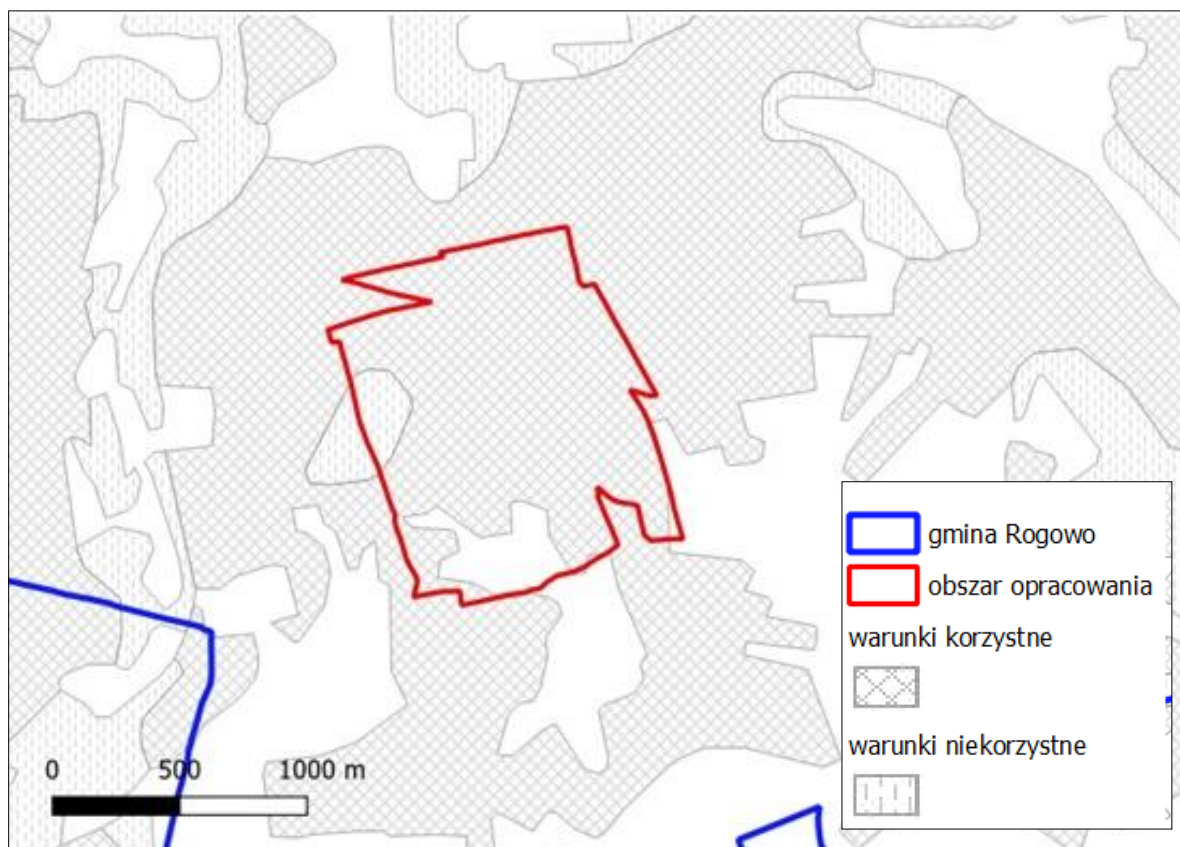 gmina Rogowo
obszar opracowania
warunki korzystne
warunki niekorzystne
0 500 1000 m